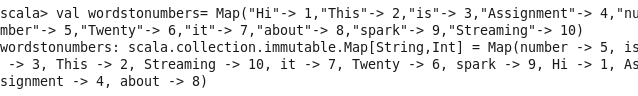 scala> val wordstonumbers= Map("Hi"-> 1,"This"-> 2,"is"-> 3,"Assignment"-> 4,"nu
mber"-> 5,"Twenty"-> 6,"it"-> 7,"about"-> 8,"spark"-> 9,"Streaming"-> 10)
wordstonumbers: scala.collection.immutable.Map[String,Int] = Map(number -> 5, is
 -> 3, This -> 2, Streaming -> 10, it -> 7, Twenty -> 6, spark -> 9, Hi -> 1, As
signment -> 4, about -> 8)